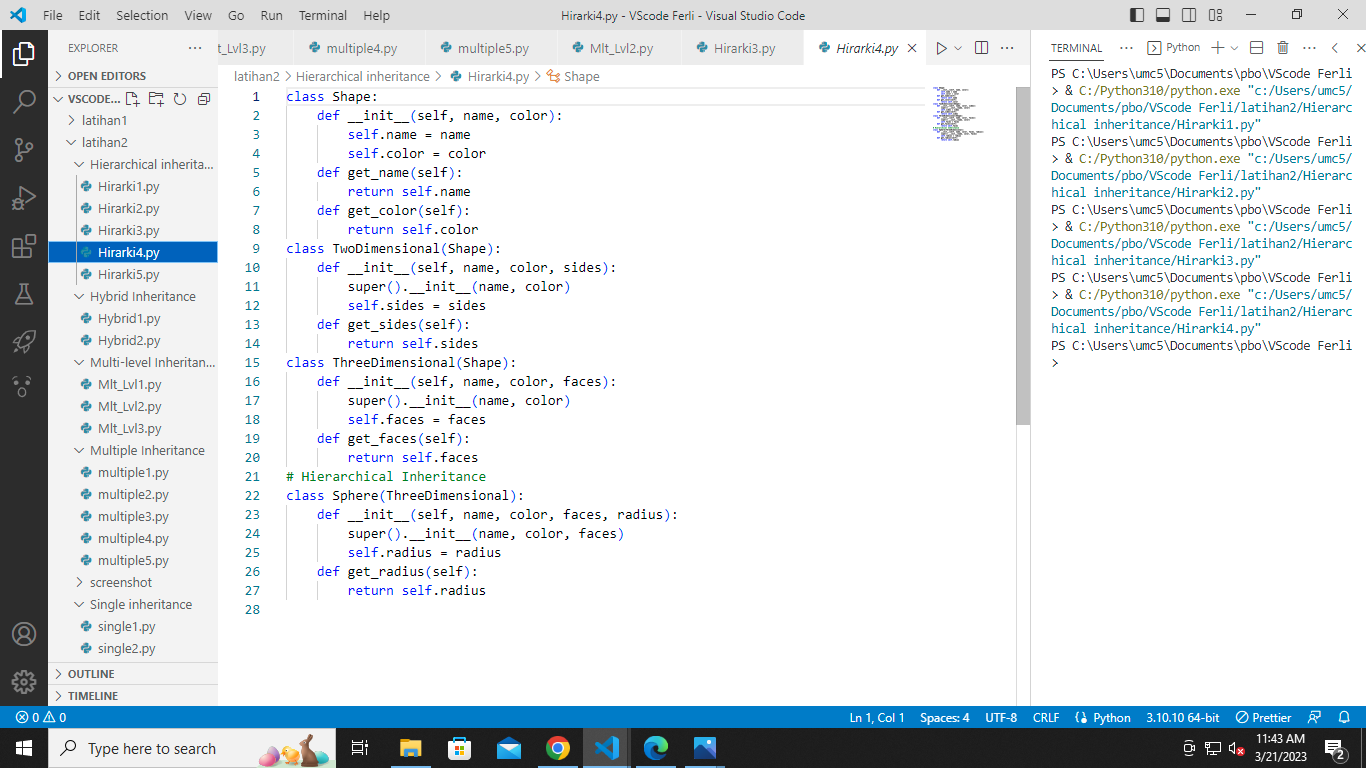 File Edit Selection View Go Run Terminal Help
Hirarki4.py - VScode Ferli - Visual Studio Code
EXPLORER
OPEN EDITORS
VSCODE...
latihan1
latihan2
Hierarchical inherita...
Hirarki1.py
Hirarki2.py
Hirarki3.py
Hirarki4.py
Hirarki5.py
Hybrid Inheritance
Hybrid1.py
Hybrid2.py
Multi-level Inheritan...
Mlt_Lvl1.py
Mlt_Lvl2.py
Mlt_Lvl3.py
Multiple Inheritance
multiple1.py
multiple2.py
multiple3.py
multiple4.py
multiple5.py
screenshot
Single inheritance
single1.py
single2.py
OUTLINE
TIMELINE
t_Lvl3.py multiple4.py multiple5.py Mlt_Lvl2.py Hirarki3.py Hirarki4.py
latihan2 > Hierarchical inheritance > Hirarki4.py > Shape
1 class Shape:
2 def __init__(self, name, color):
3 self.name = name
4 self.color = color
5 def get_name(self):
6 return self.name
7 def get_color(self):
8 return self.color
9 class TwoDimensional(Shape):
10 def __init__(self, name, color, sides):
11 super().__init__(name, color)
12 self.sides = sides
13 def get_sides(self):
14 return self.sides
15 class ThreeDimensional(Shape):
16 def __init__(self, name, color, faces):
17 super().__init__(name, color)
18 self.faces = faces
19 def get_faces(self):
20 return self.faces
21 # Hierarchical Inheritance
22 class Sphere(ThreeDimensional):
23 def __init__(self, name, color, faces, radius):
24 super().__init__(name, color, faces)
25 self.radius = radius
26 def get_radius(self):
27 return self.radius
28
TERMINAL
Python
PS C:\Users\umc5\Documents\pbo\VScode Ferli
> & C:/Python310/python.exe "c:/Users/umc5/
Documents/pbo/VScode Ferli/latihan2/Hierarc
hical inheritance/Hirarki1.py"
PS C:\Users\umc5\Documents\pbo\VScode Ferli
> & C:/Python310/python.exe "c:/Users/umc5/
Documents/pbo/VScode Ferli/latihan2/Hierarc
hical inheritance/Hirarki2.py"
PS C:\Users\umc5\Documents\pbo\VScode Ferli
> & C:/Python310/python.exe "c:/Users/umc5/
Documents/pbo/VScode Ferli/latihan2/Hierarc
hical inheritance/Hirarki3.py"
PS C:\Users\umc5\Documents\pbo\VScode Ferli
> & C:/Python310/python.exe "c:/Users/umc5/
Documents/pbo/VScode Ferli/latihan2/Hierarc
hical inheritance/Hirarki4.py"
PS C:\Users\umc5\Documents\pbo\VScode Ferli
>
0 0
Ln 1, Col 1 Spaces: 4 UTF-8 CRLF Python 3.10.10 64-bit Prettier
Type here to search
11:43 AM
3/21/2023
2